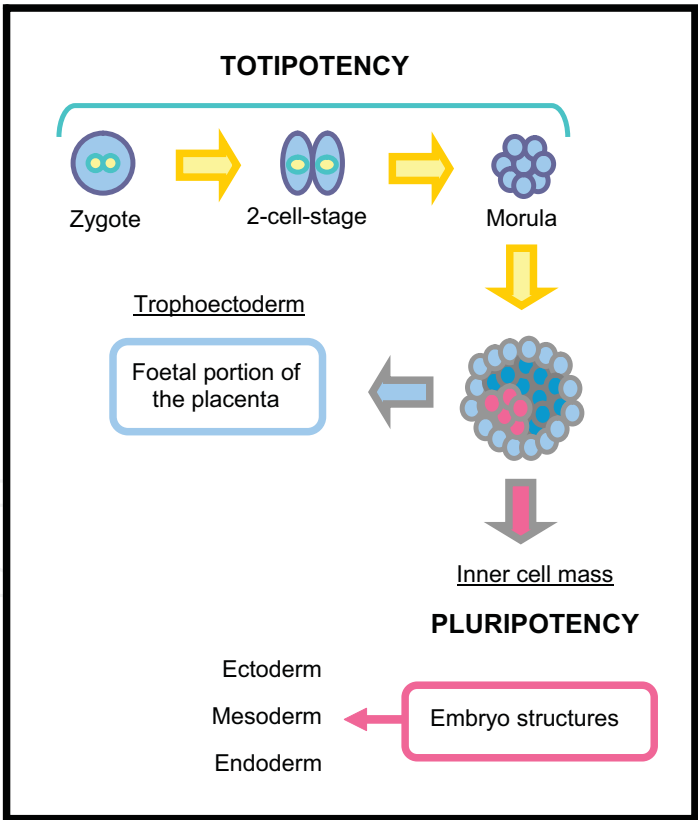 TOTIPOTENCY
Zygote
2-cell-stage
Morula
Trophoectoderm
Foetal portion of
the placenta
Inner cell mass
PLURIPOTENCY
Ectoderm
Mesoderm
Endoderm
Embryo structures